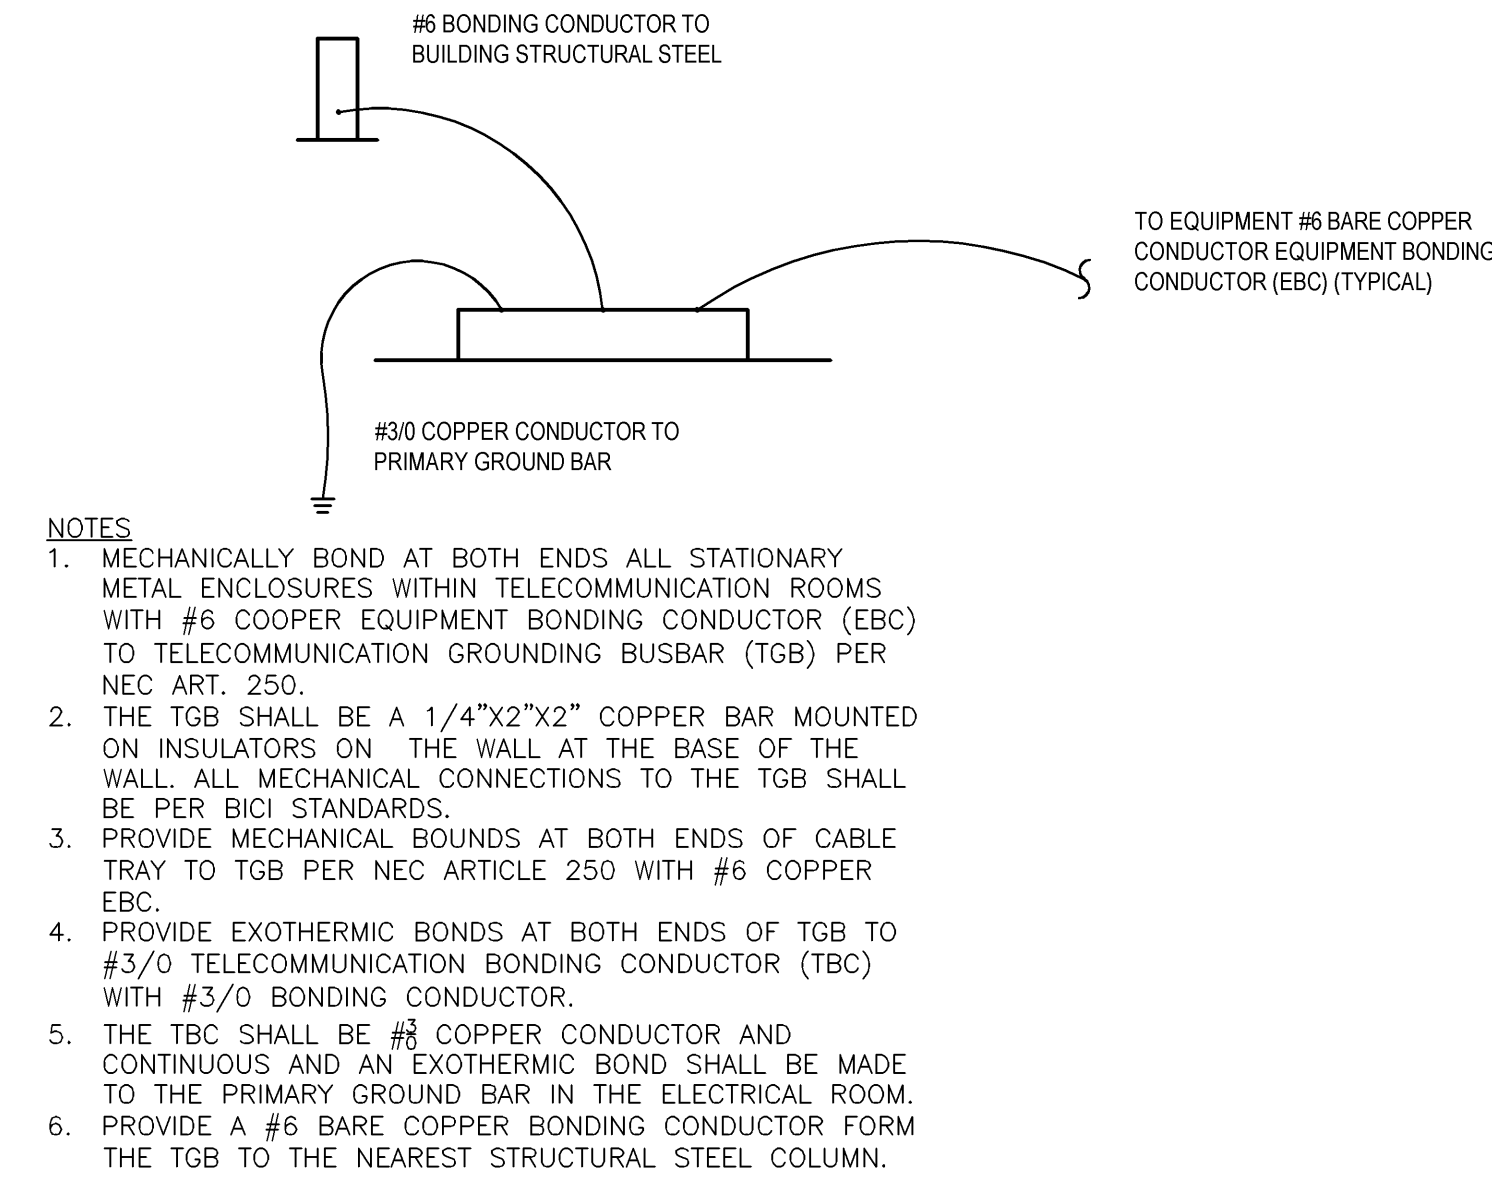 #6 BONDING CONDUCTOR TO
BUILDING STRUCTURAL STEEL
TO EQUIPMENT #6 BARE COPPER
CONDUCTOR EQUIPMENT BONDING
CONDUCTOR (EBC) (TYPICAL)
#3/0 COPPER CONDUCTOR TO
PRIMARY GROUND BAR
NOTES
1. MECHANICALLY BOND AT BOTH ENDS ALL STATIONARY
METAL ENCLOSURES WITHIN TELECOMMUNICATION ROOMS
WITH #6 COOPER EQUIPMENT BONDING CONDUCTOR (EBC)
TO TELECOMMUNICATION GROUNDING BUSBAR (TGB) PER
NEC ART. 250.
2. THE TGB SHALL BE A 1/4”X2”X2” COPPER BAR MOUNTED
ON INSULATORS ON THE WALL AT THE BASE OF THE
WALL. ALL MECHANICAL CONNECTIONS TO THE TGB SHALL
BE PER BICI STANDARDS.
3. PROVIDE MECHANICAL BOUNDS AT BOTH ENDS OF CABLE
TRAY TO TGB PER NEC ARTICLE 250 WITH #6 COPPER
EBC.
4. PROVIDE EXOTHERMIC BONDS AT BOTH ENDS OF TGB TO
#3/0 TELECOMMUNICATION BONDING CONDUCTOR (TBC)
WITH #3/0 BONDING CONDUCTOR.
5. THE TBC SHALL BE #3/0 COPPER CONDUCTOR AND
CONTINUOUS AND AN EXOTHERMIC BOND SHALL BE MADE
TO THE PRIMARY GROUND BAR IN THE ELECTRICAL ROOM.
6. PROVIDE A #6 BARE COPPER BONDING CONDUCTOR FORM
THE TGB TO THE NEAREST STRUCTURAL STEEL COLUMN.